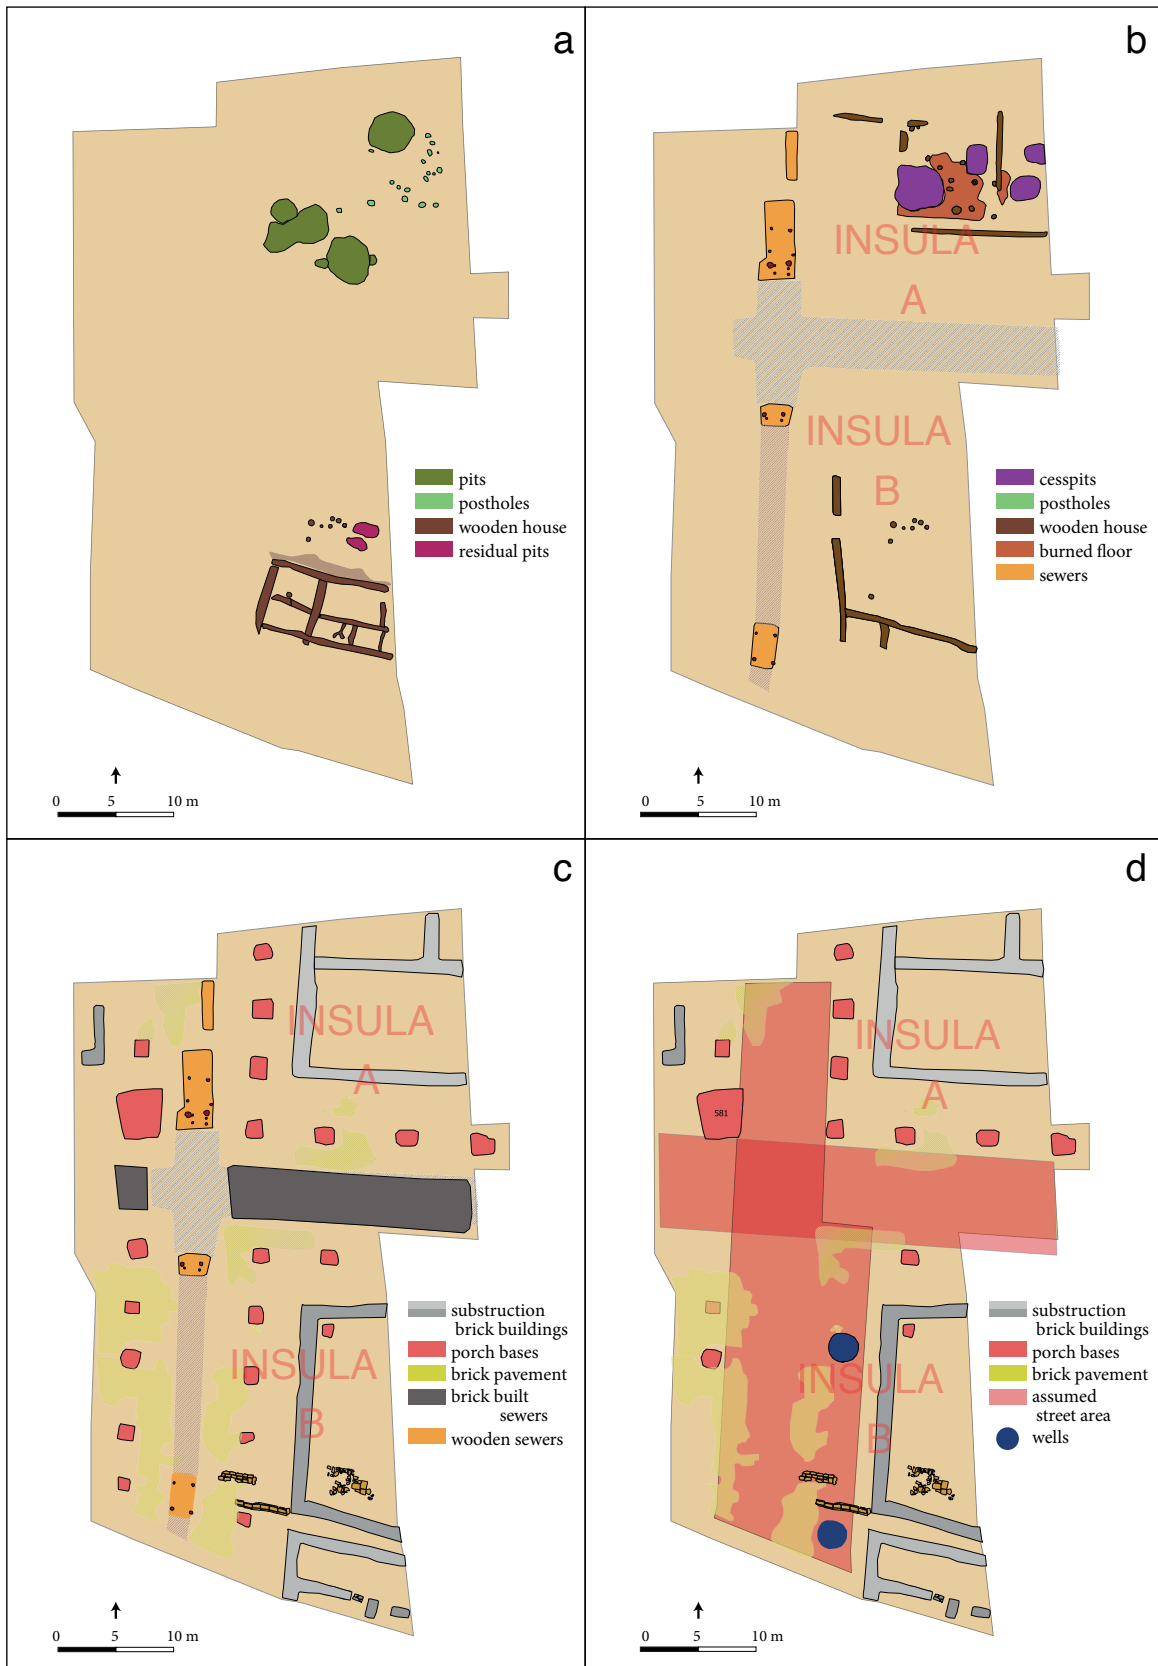 a
pits
postholes
wooden house
residual pits
0 5 10 m
b
INSULA
A
INSULA
B
cesspits
postholes
wooden house
burned floor
sewers
0 5 10 m
c
INSULA
A
INSULA
B
substruction
brick buildings
porch bases
brick pavement
brick built
sewers
wooden sewers
0 5 10 m
d
INSULA
A
581
INSULA
B
substruction
brick buildings
porch bases
brick pavement
assumed
street area
wells
0 5 10 m